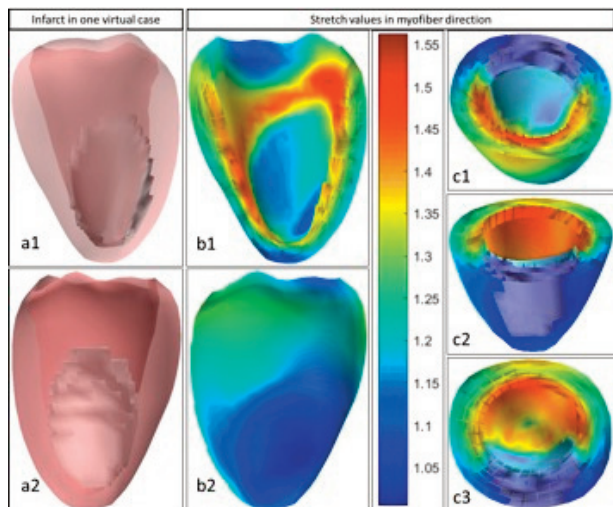 Infarct in one virtual case
Stretch values in myofiber direction
a1
b1
1.55
1.5
1.45
1.4
1.35
1.3
1.25
1.2
1.15
1.1
1.05
c1
c2
a2
b2
c3